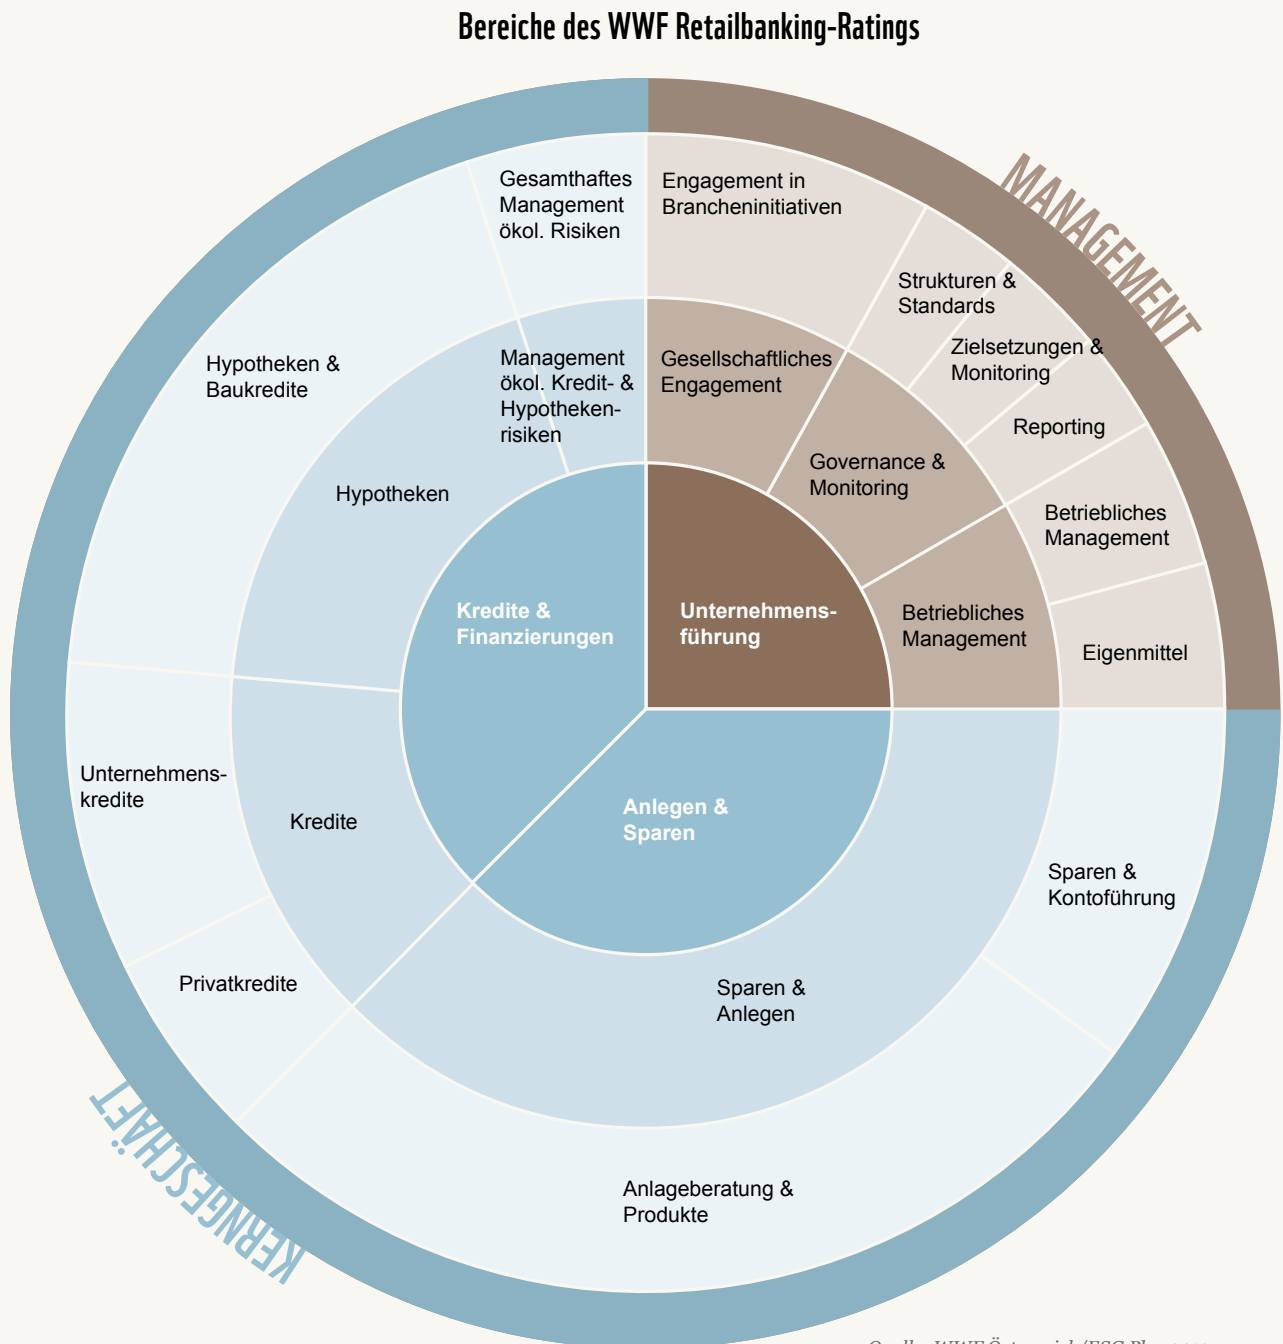 Bereiche des WWF Retailbanking-Ratings
MANAGEMENT
Gesamthaftes
Management
ökol. Risiken
Engagement in
Brancheninitiativen
Strukturen &
Standards
Zielsetzungen &
Monitoring
Reporting
Betriebliches
Management
Eigenmittel
Hypotheken &
Baukredite
Management
ökol. Kredit- &
Hypotheken-
risiken
Gesellschaftliches
Engagement
Governance &
Monitoring
Betriebliches
Management
Hypotheken
Kredite &
Finanzierungen
Unternehmens-
führung
Anlegen &
Sparen
Unternehmens-
kredite
Kredite
Privatkredite
Sparen &
Kontoführung
Sparen &
Anlegen
Anlageberatung &
Produkte
KERNGESCHÄFT